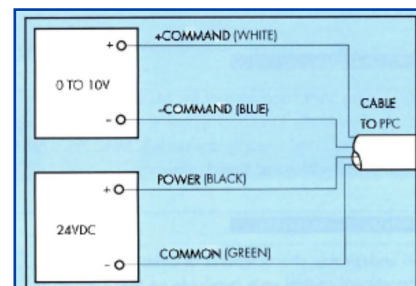 +COMMAND (WHITE)
+
0 TO 10V
-COMMAND (BLUE)
-
CABLE
TO PPC
POWER (BLACK)
+
24VDC
COMMON (GREEN)
-